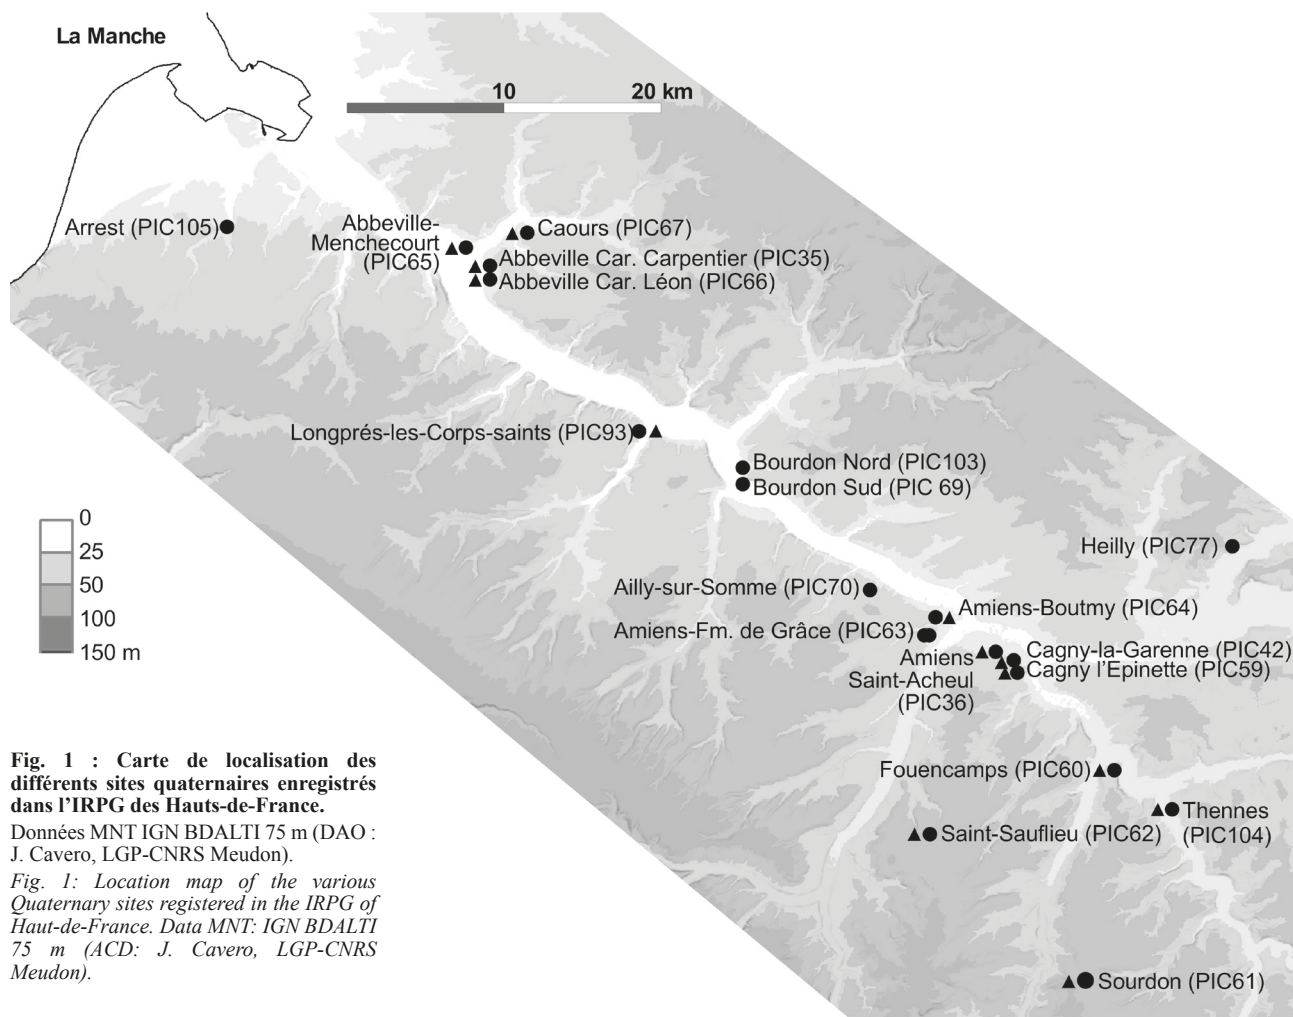 La Manche
10
20 km
Arrest (PIC105)
Abbeville-
Menchecourt
(PIC65)
Caours (PIC67)
Abbeville Car. Carpentier (PIC35)
Abbeville Car. Léon (PIC66)
Longprés-les-Corps-saints (PIC93)
Bourdon Nord (PIC103)
Bourdon Sud (PIC 69)
0
25
50
100
150 m
Heilly (PIC77)
Ailly-sur-Somme (PIC70)
Amiens-Boutmy (PIC64)
Amiens-Fm. de Grâce (PIC63)
Amiens
Saint-Acheul
(PIC36)
Cagny-la-Garenne (PIC42)
Cagny l'Epinette (PIC59)
Fouencamps (PIC60)
Thennes
(PIC104)
Saint-Sauflieu (PIC62)
Sourdon (PIC61)
Fig. 1 : Carte de localisation des
différents sites quaternaires enregistrés
dans l'IRPG des Hauts-de-France.
Données MNT IGN BDALTI 75 m (DAO :
J. Cavero, LGP-CNRS Meudon).
Fig. 1: Location map of the various
Quaternary sites registered in the IRPG of
Haut-de-France. Data MNT: IGN BDALTI
75 m (ACD: J. Cavero, LGP-CNRS
Meudon).